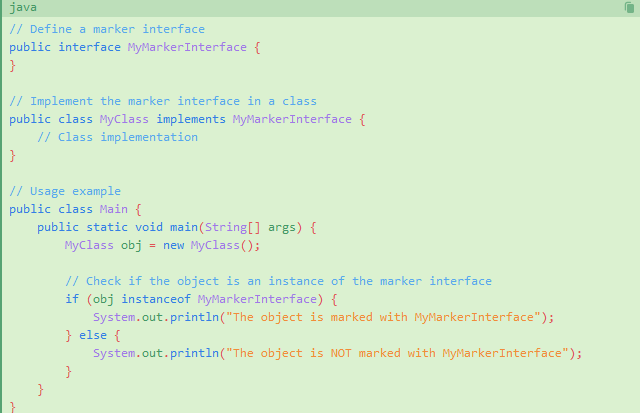 java
// Define a marker interface
public interface MyMarkerInterface {
}
// Implement the marker interface in a class
public class MyClass implements MyMarkerInterface {
    // Class implementation
}
// Usage example
public class Main {
    public static void main(String[] args) {
        MyClass obj = new MyClass();
        // Check if the object is an instance of the marker interface
        if (obj instanceof MyMarkerInterface) {
            System.out.println("The object is marked with MyMarkerInterface");
        } else {
            System.out.println("The object is NOT marked with MyMarkerInterface");
        }
    }
}